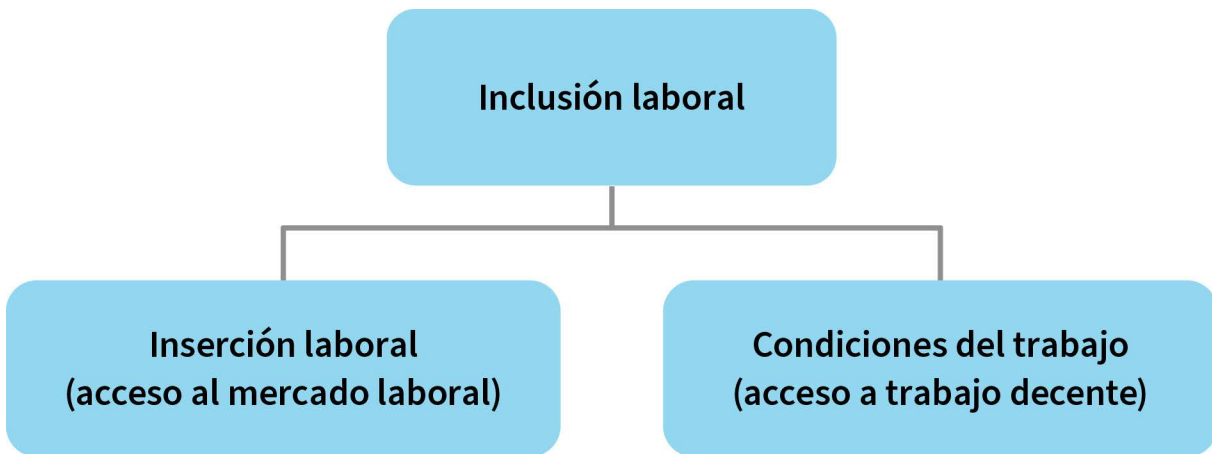 Inclusión laboral
Inserción laboral
(acceso al mercado laboral)
Condiciones del trabajo
(acceso a trabajo decente)